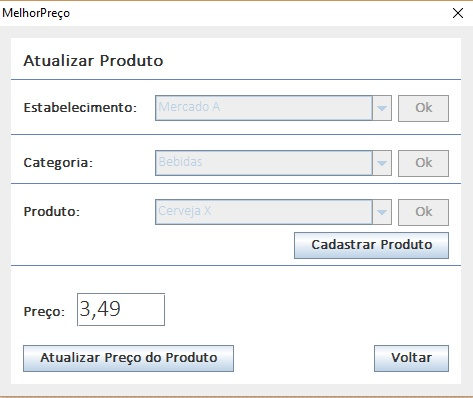 MelhorPreço
Atualizar Produto
Estabelecimento: Mercado A Ok
Categoria: Bebidas Ok
Produto: Cerveja X Ok
Cadastrar Produto
Preço: 3,49
Atualizar Preço do Produto Voltar